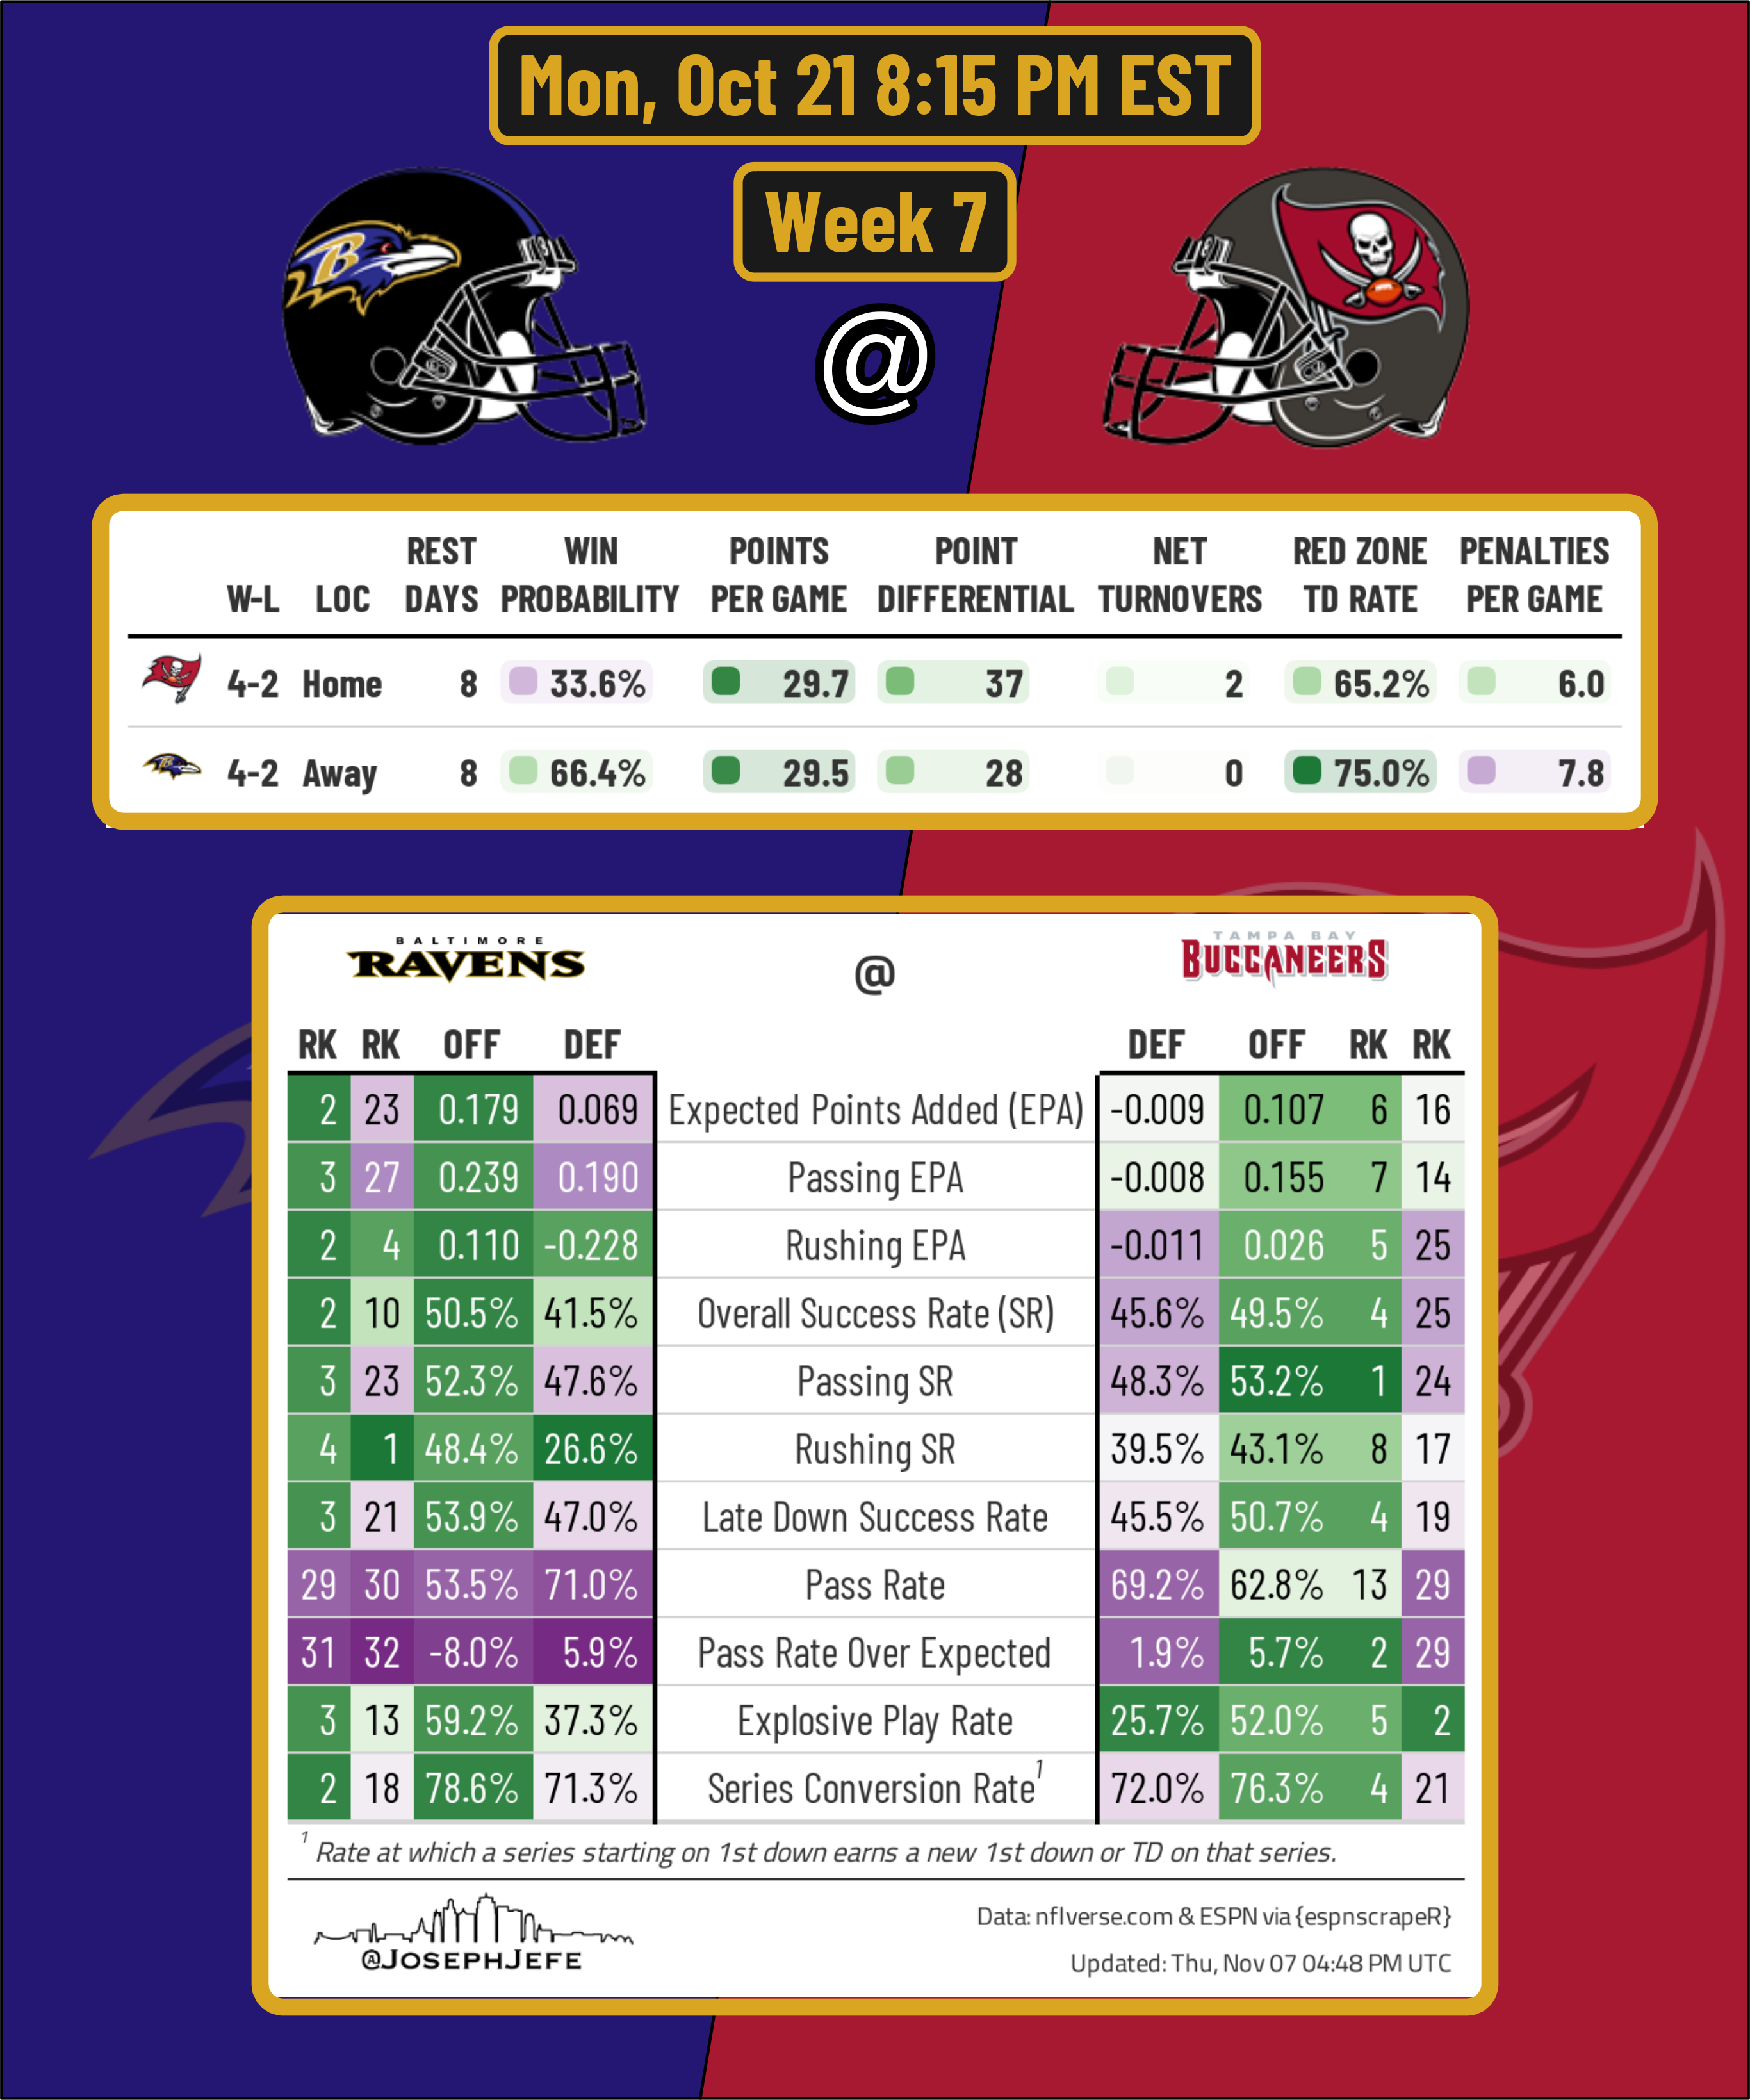 Mon, Oct 21 8:15 PM EST
Week 7
B
@
REST WIN POINTS POINT NET RED ZONE PENALTIES
W-L LOC DAYS PROBABILITY PER GAME DIFFERENTIAL TURNOVERS TD RATE PER GAME
4-2 Home 8 33.6% 29.7 37 2 65.2% 6.0
4-2 Away 8 66.4% 29.5 28 0 75.0% 7.8
BALTIMORE TAMPA BAY
RAVENS @ BUCCANEERS
RK RK OFF DEF DEF OFF RK RK
2 23 0.179 0.069 Expected Points Added (EPA) -0.009 0.107 6 16
3 27 0.239 0.190 Passing EPA -0.008 0.155 7 14
2 4 0.110 -0.228 Rushing EPA -0.011 0.026 5 25
2 10 50.5% 41.5% Overall Success Rate (SR) 45.6% 49.5% 4 25
3 23 52.3% 47.6% Passing SR 48.3% 53.2% 1 24
4 1 48.4% 26.6% Rushing SR 39.5% 43.1% 8 17
3 21 53.9% 47.0% Late Down Success Rate 45.5% 50.7% 4 19
29 30 53.5% 71.0% Pass Rate 69.2% 62.8% 13 29
31 32 -8.0% 5.9% Pass Rate Over Expected 1.9% 5.7% 2 29
3 13 59.2% 37.3% Explosive Play Rate 25.7% 52.0% 5 2
2 18 78.6% 71.3% Series Conversion Rate¹ 72.0% 76.3% 4 21
¹ Rate at which a series starting on 1st down earns a new 1st down or TD on that series.
Data: nflverse.com & ESPN via {espnscrapeR}
@JOSEPHJEFE
Updated: Thu, Nov 07 04:48 PM UTC